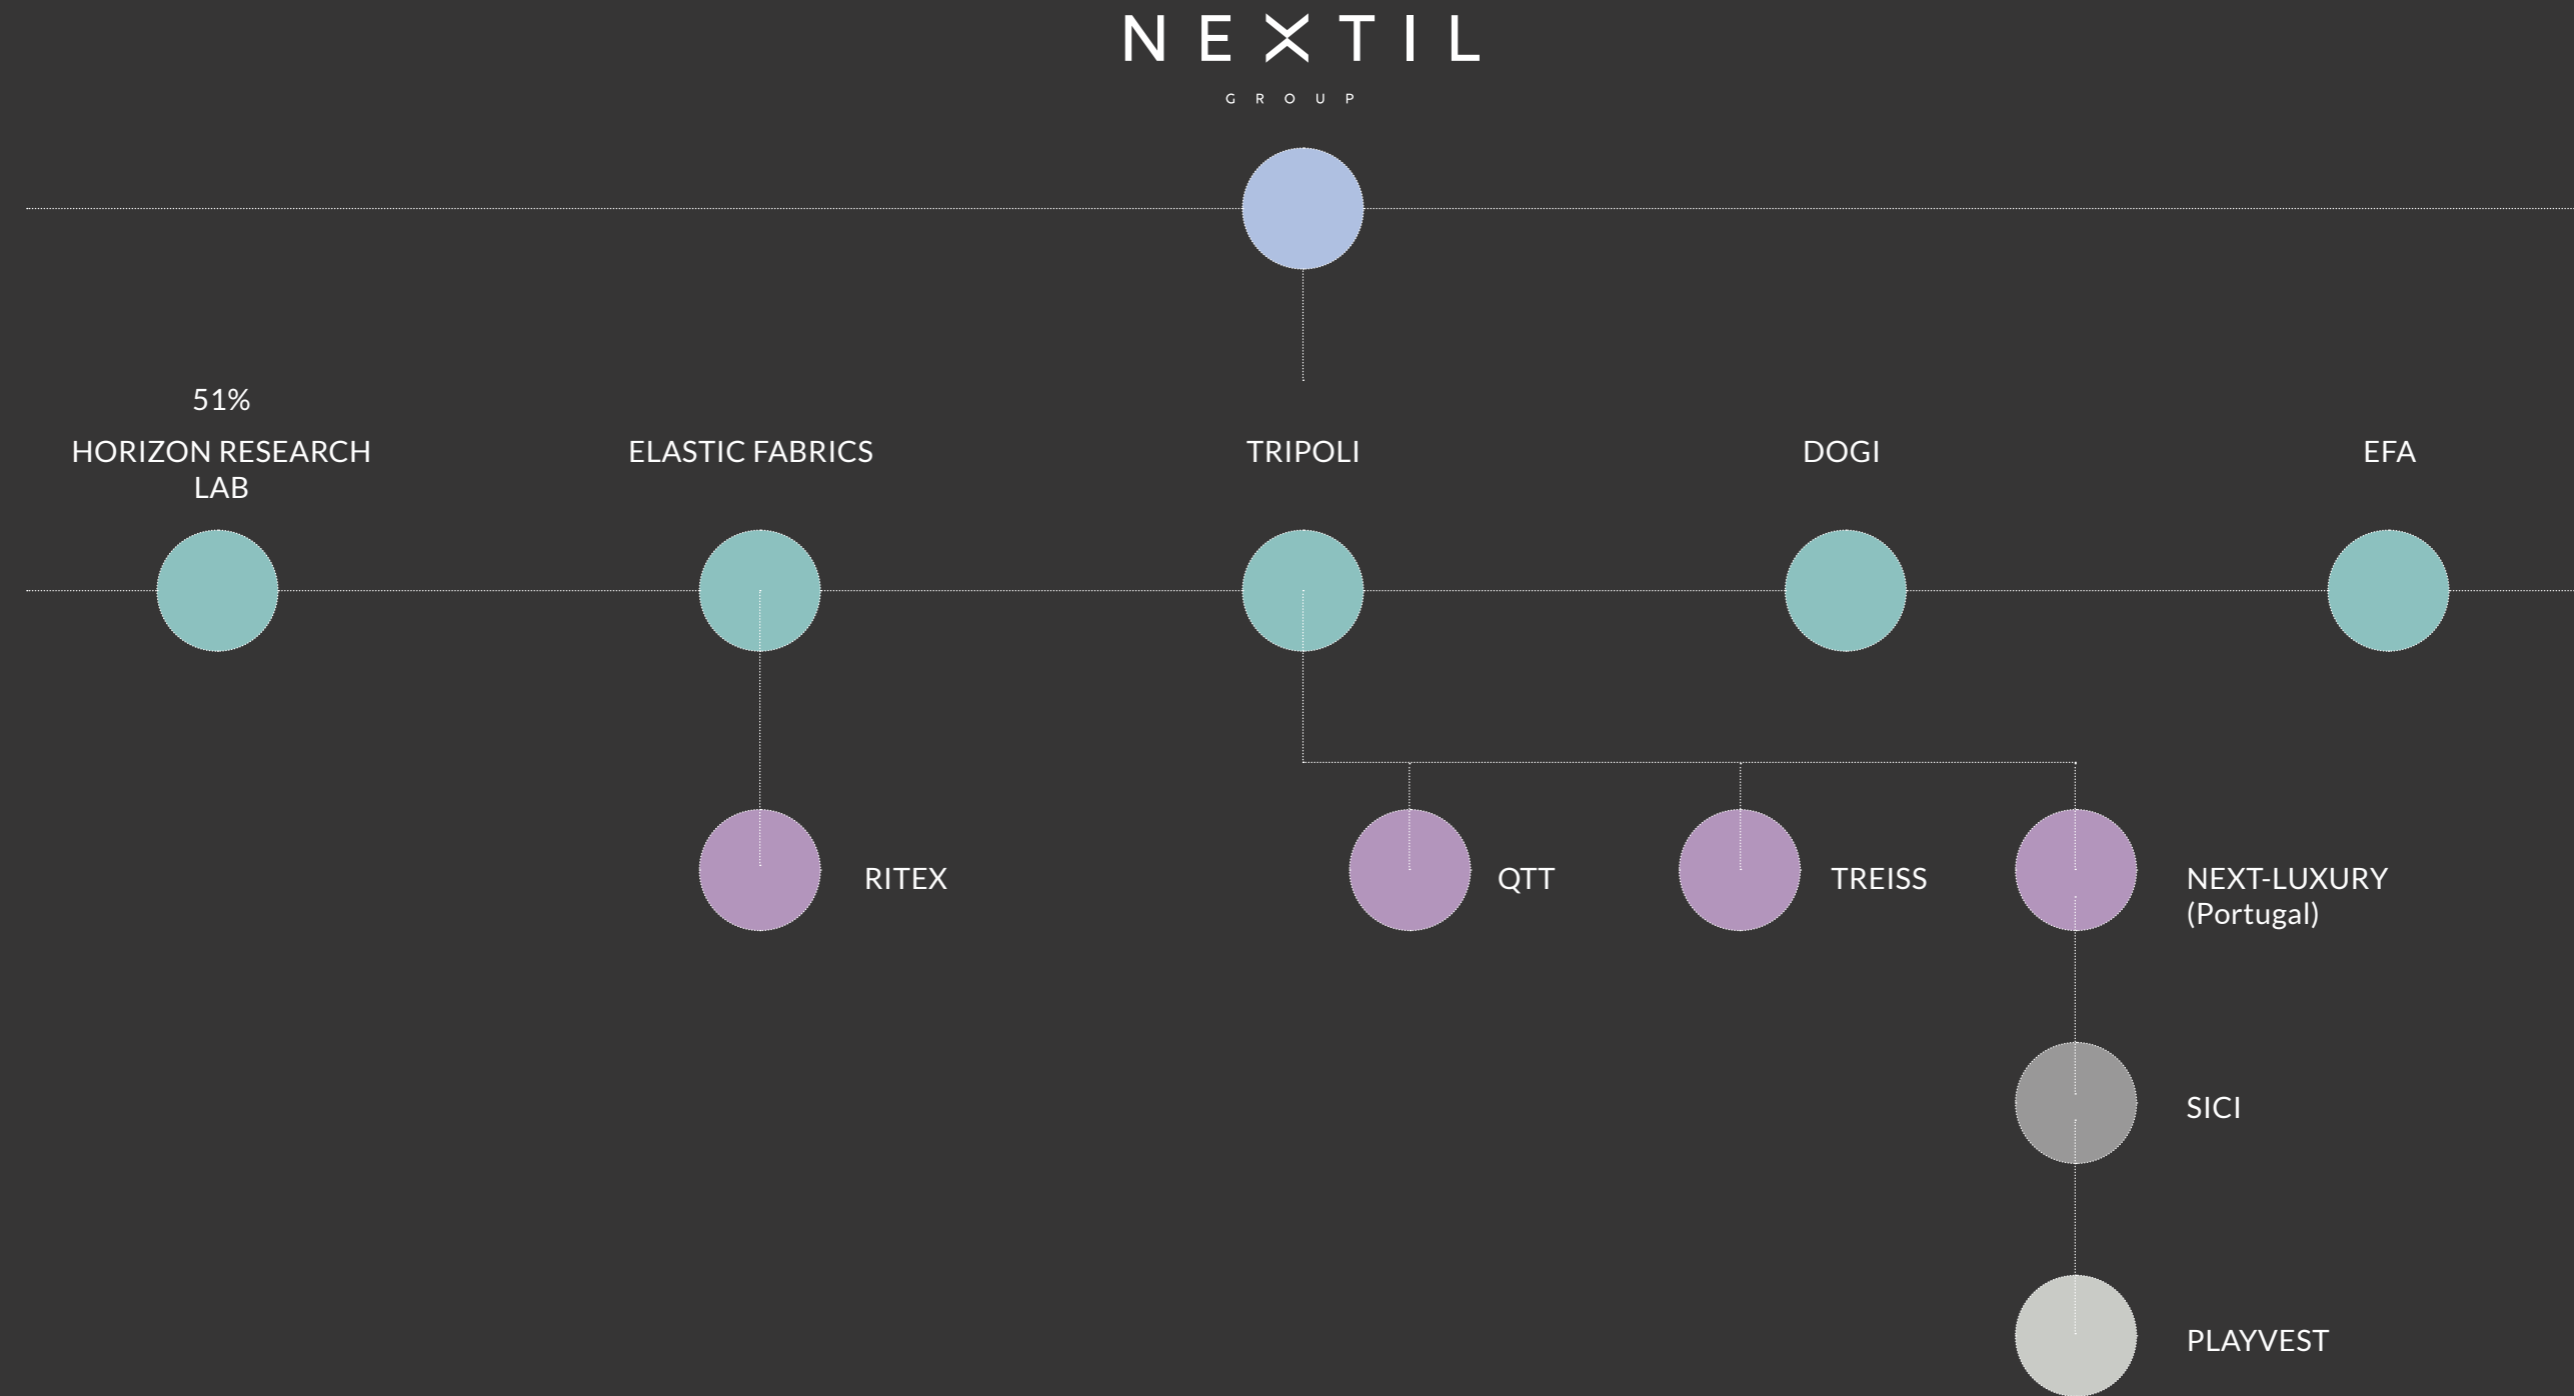 NEXTIL
GROUP
51%
HORIZON RESEARCH
LAB
ELASTIC FABRICS
TRIPOLI
DOGI
EFA
RITEX
QTT
TREISS
NEXT-LUXURY
(Portugal)
SICI
PLAYVEST